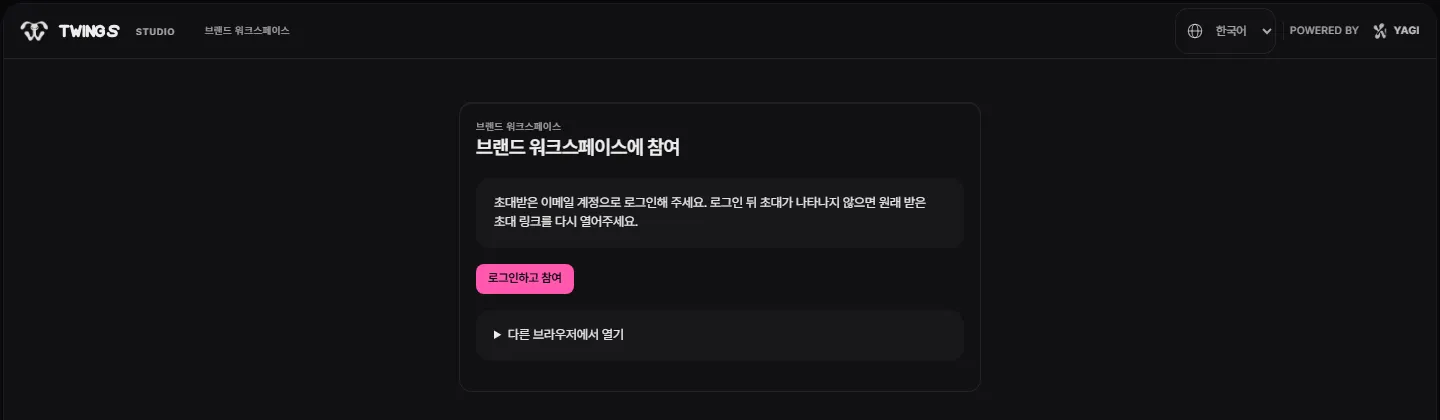 TWINGS STUDIO 브랜드 워크스페이스 한국어 POWERED BY YAGI
브랜드 워크스페이스
브랜드 워크스페이스에 참여
초대받은 이메일 계정으로 로그인해 주세요. 로그인 뒤 초대가 나타나지 않으면 원래 받은
초대 링크를 다시 열어주세요.
로그인하고 참여
다른 브라우저에서 열기